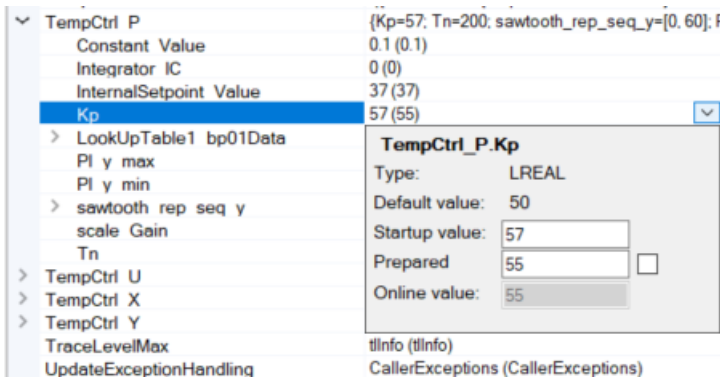 TempCtrl P {Kp=57; Tn=200; sawtooth_rep_seq_y=[0, 60];
Constant Value 0.1 (0.1)
Integrator IC 0 (0)
InternalSetpoint Value 37 (37)
Kp 57 (55)
LookUpTable1 bp01Data
PI y max
PI y min
sawtooth rep seq y
scale Gain
Tn
TempCtrl_P.Kp
Type: LREAL
Default value: 50
Startup value: 57
Prepared 55
Online value: 55
TempCtrl U
TempCtrl X
TempCtrl Y
TraceLevelMax tlInfo (tlInfo)
UpdateExceptionHandling CallerExceptions (CallerExceptions)